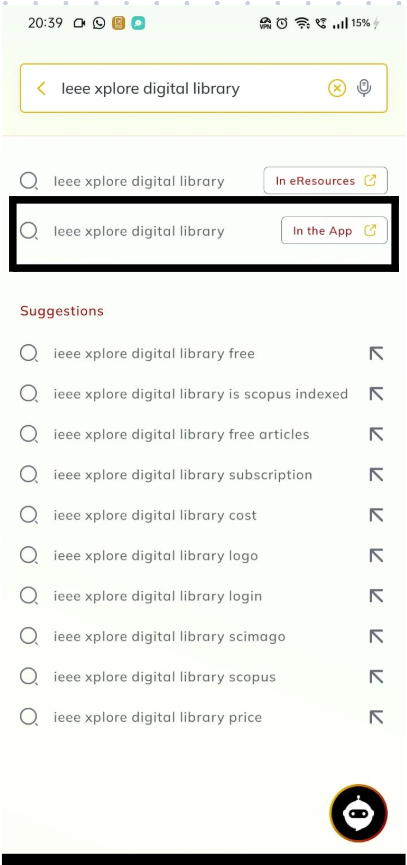 20:39 15%
Ieee xplore digital library
Ieee xplore digital library In eResources
Ieee xplore digital library In the App
Suggestions
ieee xplore digital library free
ieee xplore digital library is scopus indexed
ieee xplore digital library free articles
ieee xplore digital library subscription
ieee xplore digital library cost
ieee xplore digital library logo
ieee xplore digital library login
ieee xplore digital library scimago
ieee xplore digital library scopus
ieee xplore digital library price